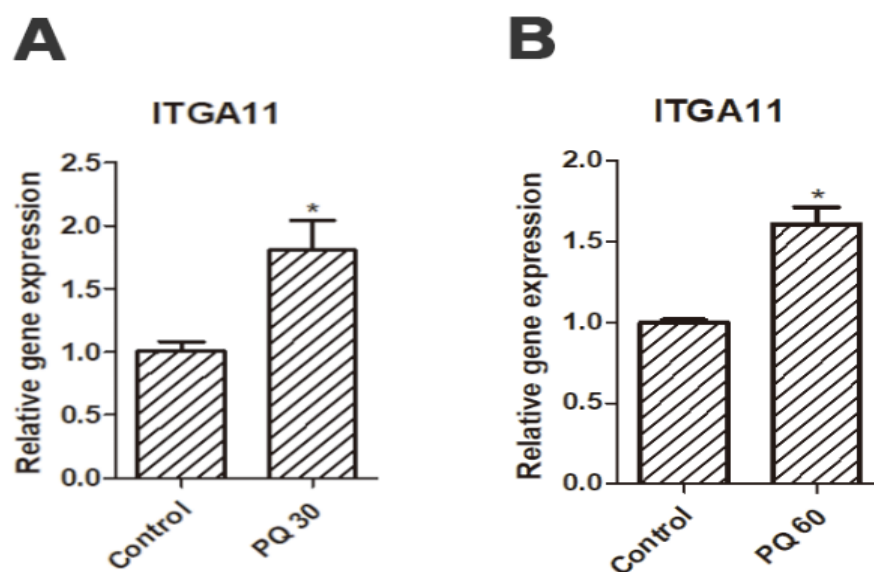 A
ITGA11
Relative gene expression
2.5
2.0
1.5
1.0
0.5
0.0
*
Control
PQ 30
B
ITGA11
Relative gene expression
2.0
1.5
1.0
0.5
0.0
*
Control
PQ 60